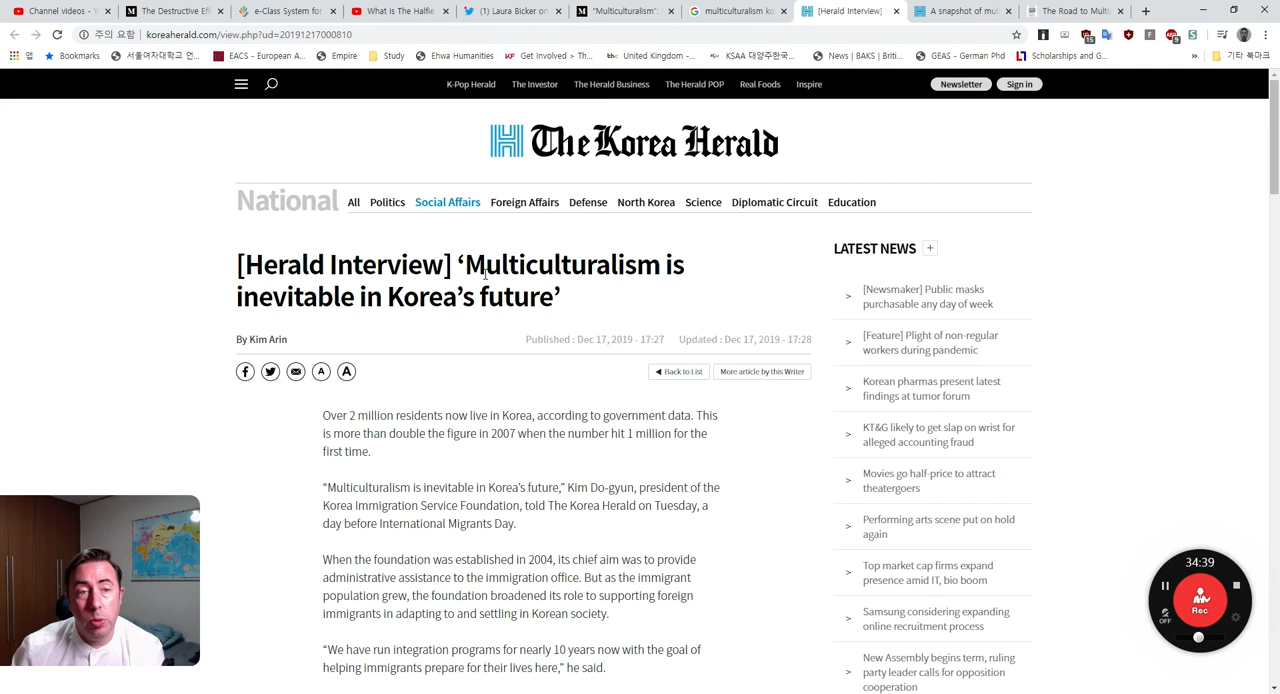 Channel videos - Y
The Destructive Eff
e-Class System for
What is The Halfie
(1) Laura Bicker on
"Multiculturalism":
multiculturalism ko
[Herald Interview] '
A snapshot of mul
The Road to Multic
주의 요함
koreaherald.com/view.php?ud=20191217000810
앱
Bookmarks
서울여자대학교 언...
EACS - European A...
Empire
Study
Ewha Humanities
Get Involved > Th...
United Kingdom -...
KSAA 대양주한국...
News | BAKS | Briti...
GEAS - German Phd
Scholarships and G...
기타 북마크
K-Pop Herald
The Investor
The Herald Business
The Herald POP
Real Foods
Inspire
Newsletter
Sign in
The Korea Herald
National
All
Politics
Social Affairs
Foreign Affairs
Defense
North Korea
Science
Diplomatic Circuit
Education
[Herald Interview] ‘Multiculturalism is
inevitable in Korea’s future’
By Kim Arin
Published : Dec 17, 2019 - 17:27
Updated : Dec 17, 2019 - 17:28
A
A
◀ Back to List
More article by this Writer
Over 2 million residents now live in Korea, according to government data. This
is more than double the figure in 2007 when the number hit 1 million for the
first time.
“Multiculturalism is inevitable in Korea’s future,” Kim Do-gyun, president of the
Korea Immigration Service Foundation, told The Korea Herald on Tuesday, a
day before International Migrants Day.
When the foundation was established in 2004, its chief aim was to provide
administrative assistance to the immigration office. But as the immigrant
population grew, the foundation broadened its role to supporting foreign
immigrants in adapting to and settling in Korean society.
“We have run integration programs for nearly 10 years now with the goal of
helping immigrants prepare for their lives here,” he said.
LATEST NEWS +
[Newsmaker] Public masks
purchasable any day of week
[Feature] Plight of non-regular
workers during pandemic
Korean pharmas present latest
findings at tumor forum
KT&G likely to get slap on wrist for
alleged accounting fraud
Movies go half-price to attract
theatergoers
Performing arts scene put on hold
again
Top market cap firms expand
presence amid IT, bio boom
Samsung considering expanding
online recruitment process
New Assembly begins term, ruling
party leader calls for opposition
cooperation
34:39
Rec
OFF